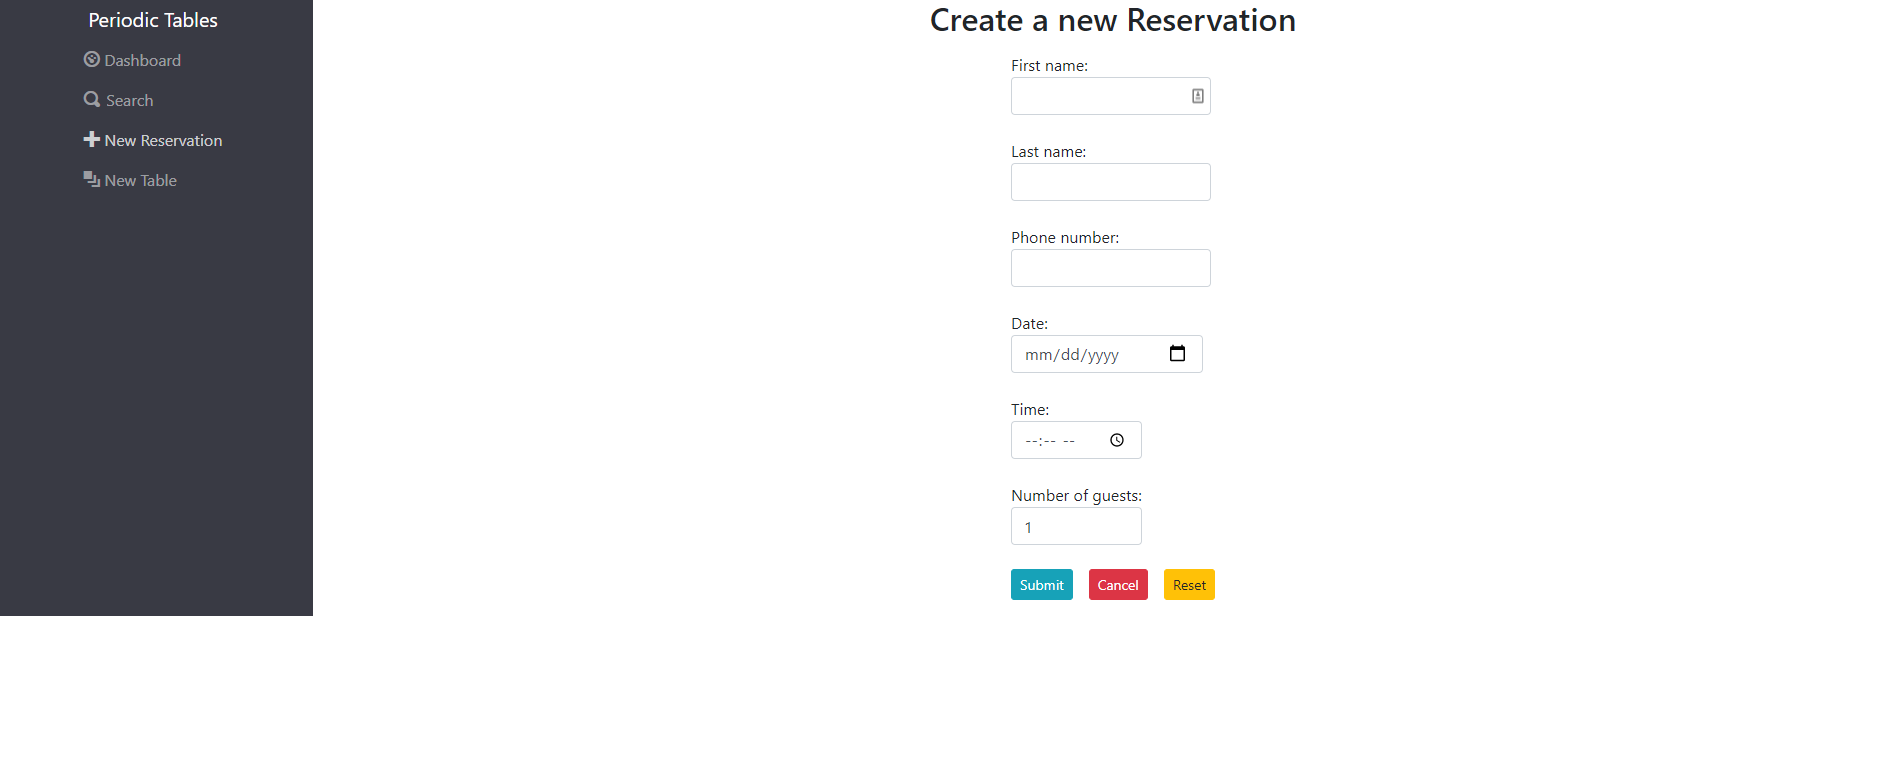 Periodic Tables
Dashboard
Search
New Reservation
New Table
Create a new Reservation
First name:
Last name:
Phone number:
Date:
mm/dd/yyyy
Time:
--:-- --
Number of guests:
1
Submit Cancel Reset